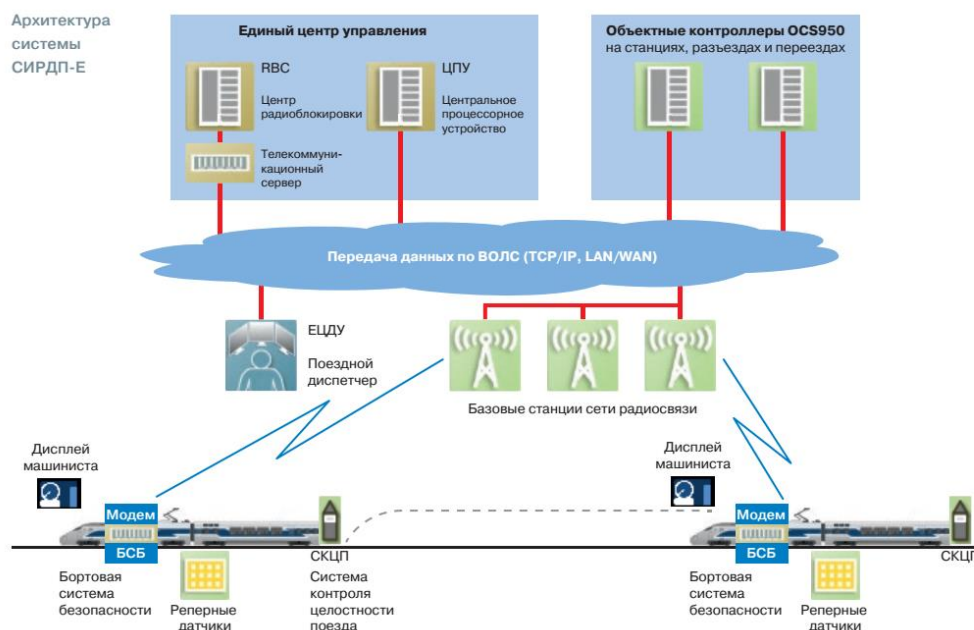 Архитектура
системы
СИРДП-Е
Единый центр управления
RBC
Центр
радиоблокировки
ЦПУ
Центральное
процессорное
устройство
Телекоммуни-
кационный
сервер
Объектные контроллеры OCS950
на станциях, разъездах и переездах
Передача данных по ВОЛС (TCP/IP, LAN/WAN)
ЕЦДУ
Поездной
диспетчер
Базовые станции сети радиосвязи
Дисплей
машиниста
Модем
БСБ
Бортовая
система
безопасности
Реперные
датчики
СКЦП
Система
контроля
целостности
поезда
Дисплей
машиниста
Модем
БСБ
Бортовая
система
безопасности
Реперные
датчики
СКЦП